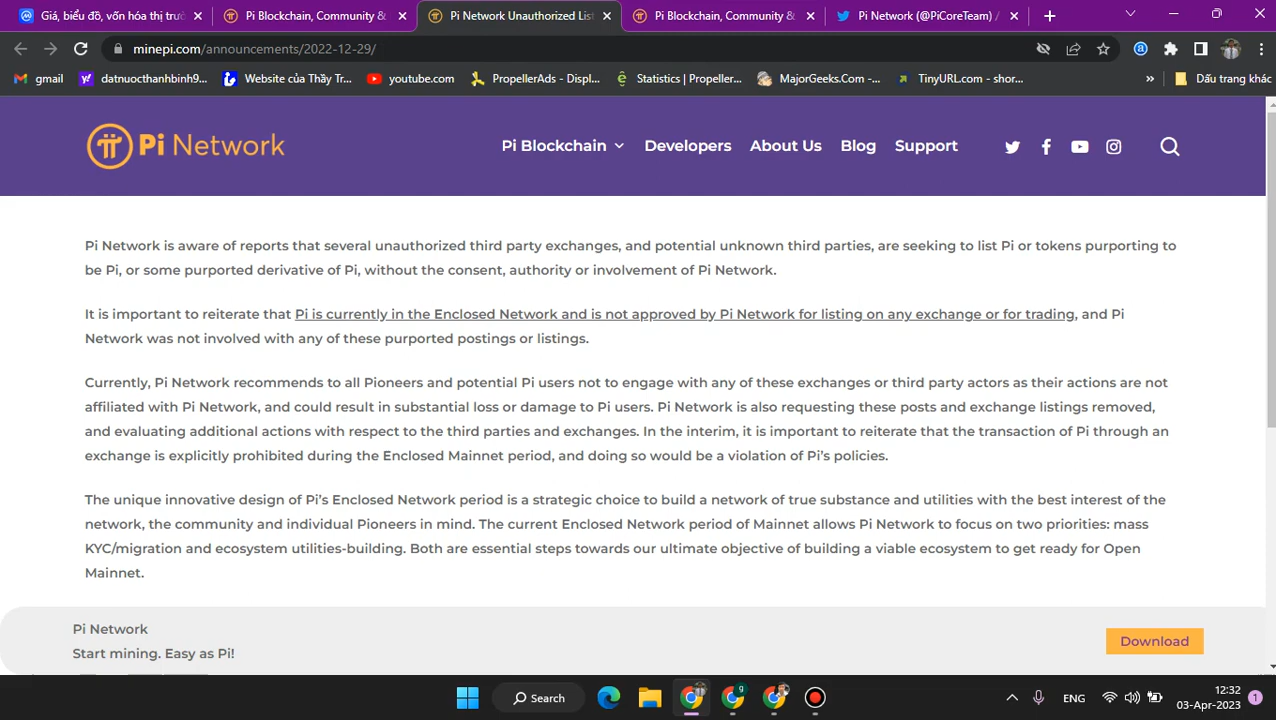 Giá, biểu đồ, vốn hóa thị trườ
Pi Blockchain, Community &
Pi Network Unauthorized List
Pi Blockchain, Community &
Pi Network (@PiCoreTeam) /
minepi.com/announcements/2022-12-29/
gmail
datnuocthanhbinh9...
Website của Thầy Tr...
youtube.com
PropellerAds - Displ...
Statistics | Propeller...
MajorGeeks.Com -...
TinyURL.com - shor...
»
Dấu trang khác
Pi Network
Pi Blockchain
Developers
About Us
Blog
Support
Pi Network is aware of reports that several unauthorized third party exchanges, and potential unknown third parties, are seeking to list Pi or tokens purporting to
be Pi, or some purported derivative of Pi, without the consent, authority or involvement of Pi Network.
It is important to reiterate that Pi is currently in the Enclosed Network and is not approved by Pi Network for listing on any exchange or for trading, and Pi
Network was not involved with any of these purported postings or listings.
Currently, Pi Network recommends to all Pioneers and potential Pi users not to engage with any of these exchanges or third party actors as their actions are not
affiliated with Pi Network, and could result in substantial loss or damage to Pi users. Pi Network is also requesting these posts and exchange listings removed,
and evaluating additional actions with respect to the third parties and exchanges. In the interim, it is important to reiterate that the transaction of Pi through an
exchange is explicitly prohibited during the Enclosed Mainnet period, and doing so would be a violation of Pi's policies.
The unique innovative design of Pi's Enclosed Network period is a strategic choice to build a network of true substance and utilities with the best interest of the
network, the community and individual Pioneers in mind. The current Enclosed Network period of Mainnet allows Pi Network to focus on two priorities: mass
KYC/migration and ecosystem utilities-building. Both are essential steps towards our ultimate objective of building a viable ecosystem to get ready for Open
Mainnet.
Pi Network
Start mining. Easy as Pi!
Download
Search
9
ENG
12:32
03-Apr-2023
1